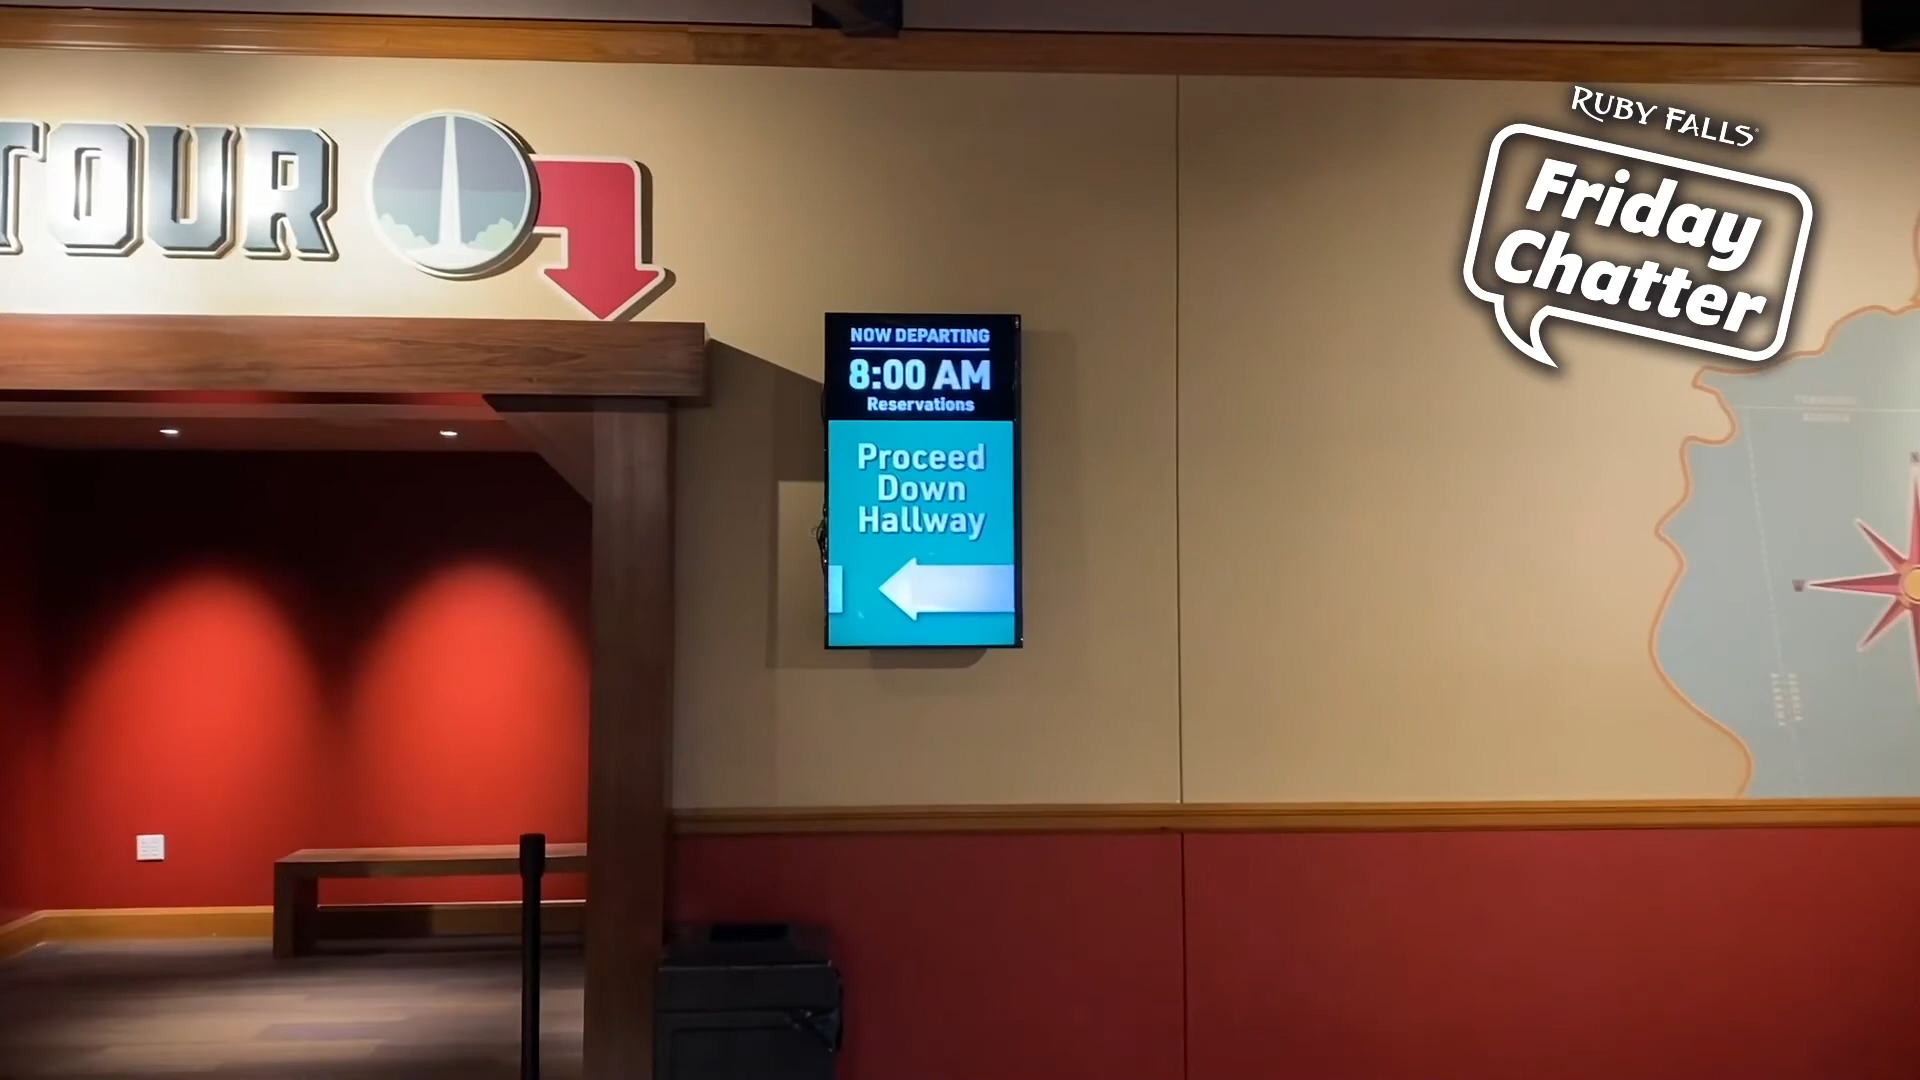 TOUR
RUBY FALLS
Friday
Chatter
NOW DEPARTING
8:00 AM
Reservations
Proceed
Down
Hallway